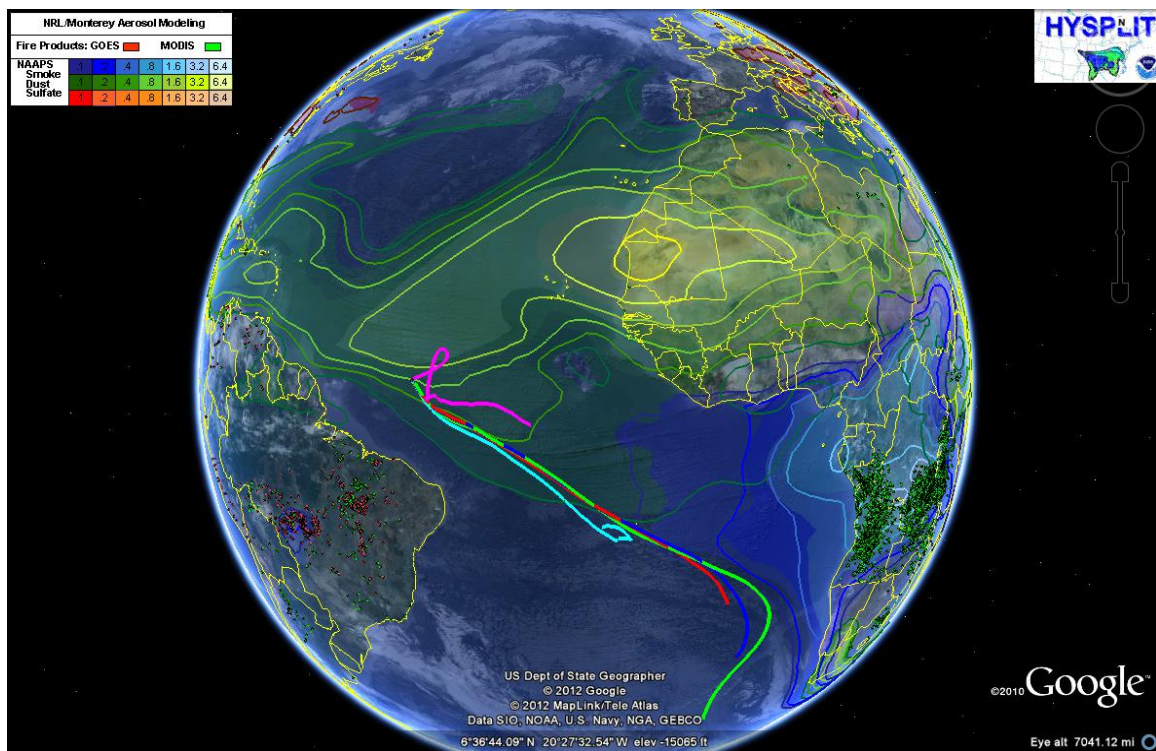 NRL/Monterey Aerosol Modeling
Fire Products: GOES MODIS
NAAPS
Smoke .1 .2 .4 .8 1.6 3.2 6.4
Dust .1 .2 .4 .8 1.6 3.2 6.4
Sulfate .1 .2 .4 .8 1.6 3.2 6.4
HYSPLIT
N
NOAA
US Dept of State Geographer
© 2012 Google
© 2012 MapLink/Tele Atlas
Data SIO, NOAA, U.S. Navy, NGA, GEBCO
6°36'44.09" N 20°27'32.54" W elev -15065 ft
©2010 Google™
Eye alt 7041.12 mi